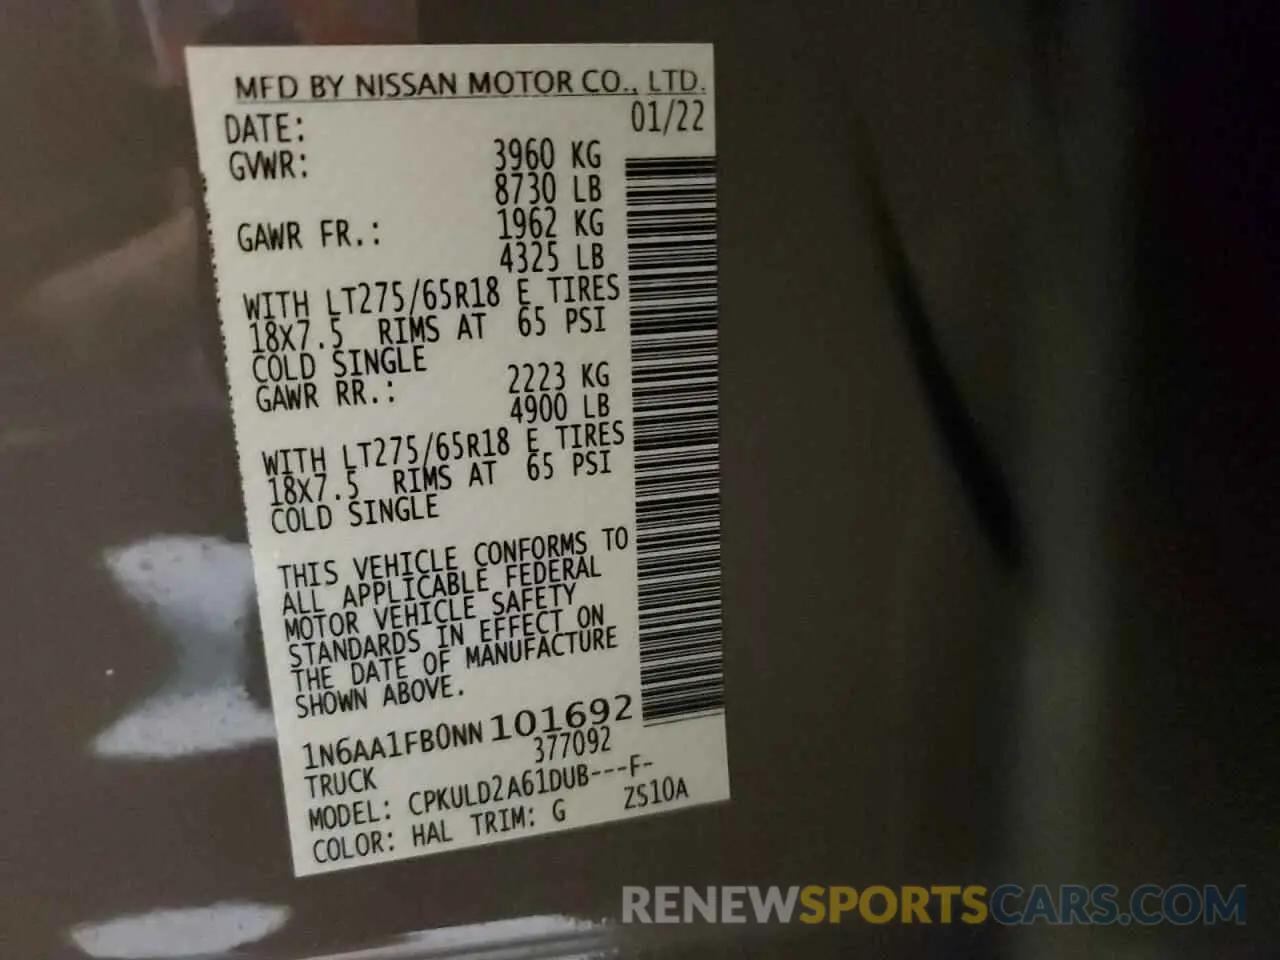 MFD BY NISSAN MOTOR CO., LTD.
DATE: 01/22
GVWR: 3960 KG
8730 LB
GAWR FR.: 1962 KG
4325 LB
WITH LT275/65R18 E TIRES
18X7.5 RIMS AT 65 PSI
COLD SINGLE
GAWR RR.: 2223 KG
4900 LB
WITH LT275/65R18 E TIRES
18X7.5 RIMS AT 65 PSI
COLD SINGLE
THIS VEHICLE CONFORMS TO
ALL APPLICABLE FEDERAL
MOTOR VEHICLE SAFETY
STANDARDS IN EFFECT ON
THE DATE OF MANUFACTURE
SHOWN ABOVE.
1N6AA1FB0NN101692
TRUCK 377092
MODEL: CPKULD2A61DUB---F-
COLOR: HAL TRIM: G ZS10A
RENEWSPORTSCARS.COM